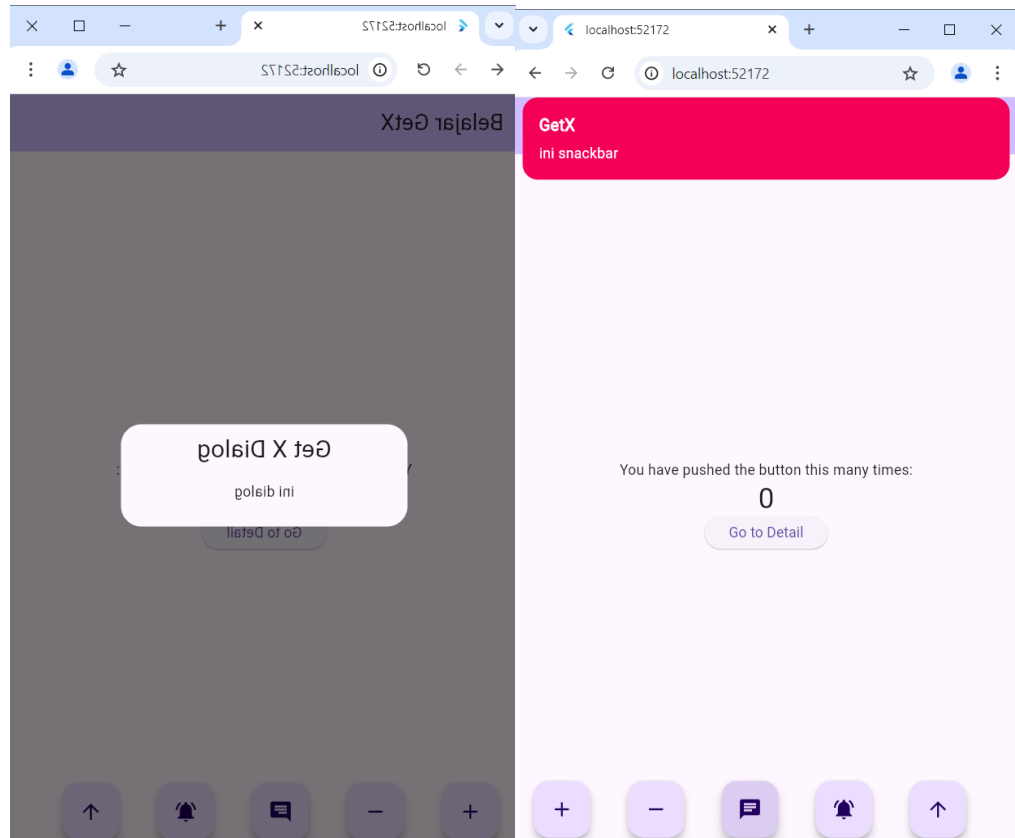 localhost:52172
localhost:52172
Belajar GetX
Get X Dialog
ini dialog
Y
:
Go to Detail
localhost:52172
localhost:52172
GetX
ini snackbar
You have pushed the button this many times:
0
Go to Detail